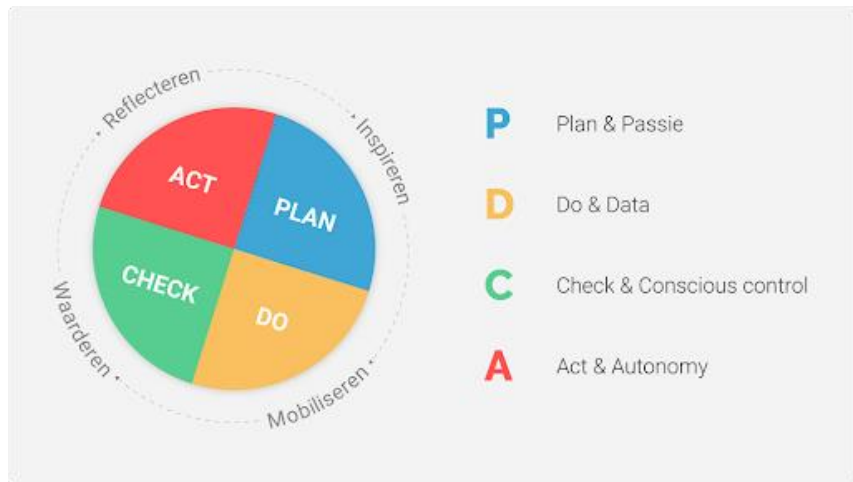 Reflecteren
Inspireren
ACT
PLAN
CHECK
DO
Waarderen
Mobiliseren
P Plan & Passie
D Do & Data
C Check & Conscious control
A Act & Autonomy